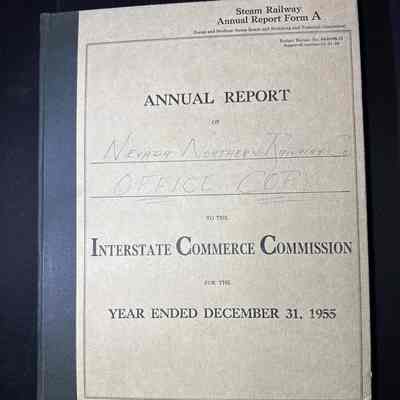 Steam Railway
Annual Report Form A
ANNUAL REPORT
OF
NEVADA NORTHERN RAILWAY CO
OFFICE COPY
TO THE
INTERSTATE COMMERCE COMMISSION
FOR THE
YEAR ENDED DECEMBER 31, 1955